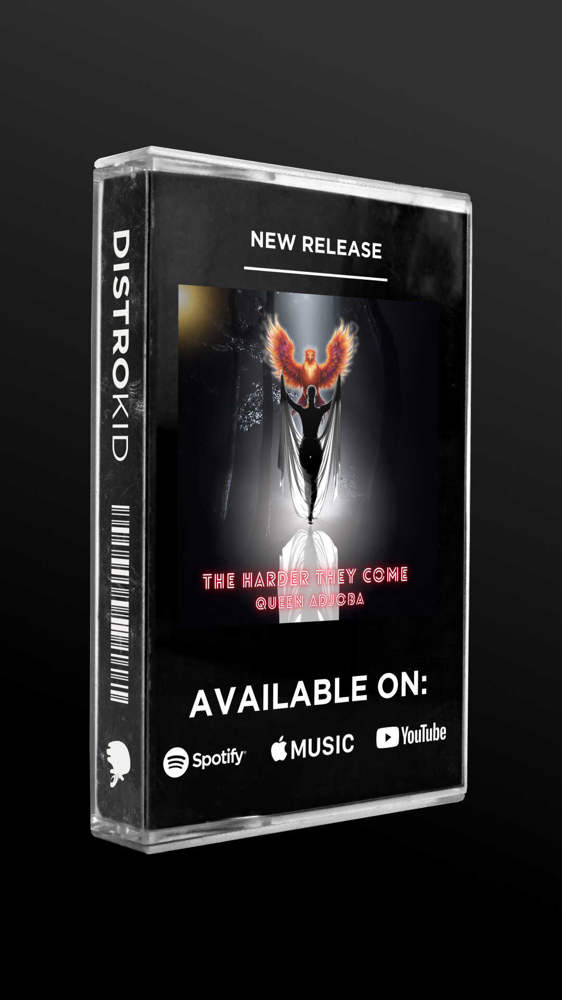 DISTROKID
NEW RELEASE
THE HARDER THEY COME
QUEEN ADJOBA
AVAILABLE ON:
Spotify®
MUSIC
YouTube